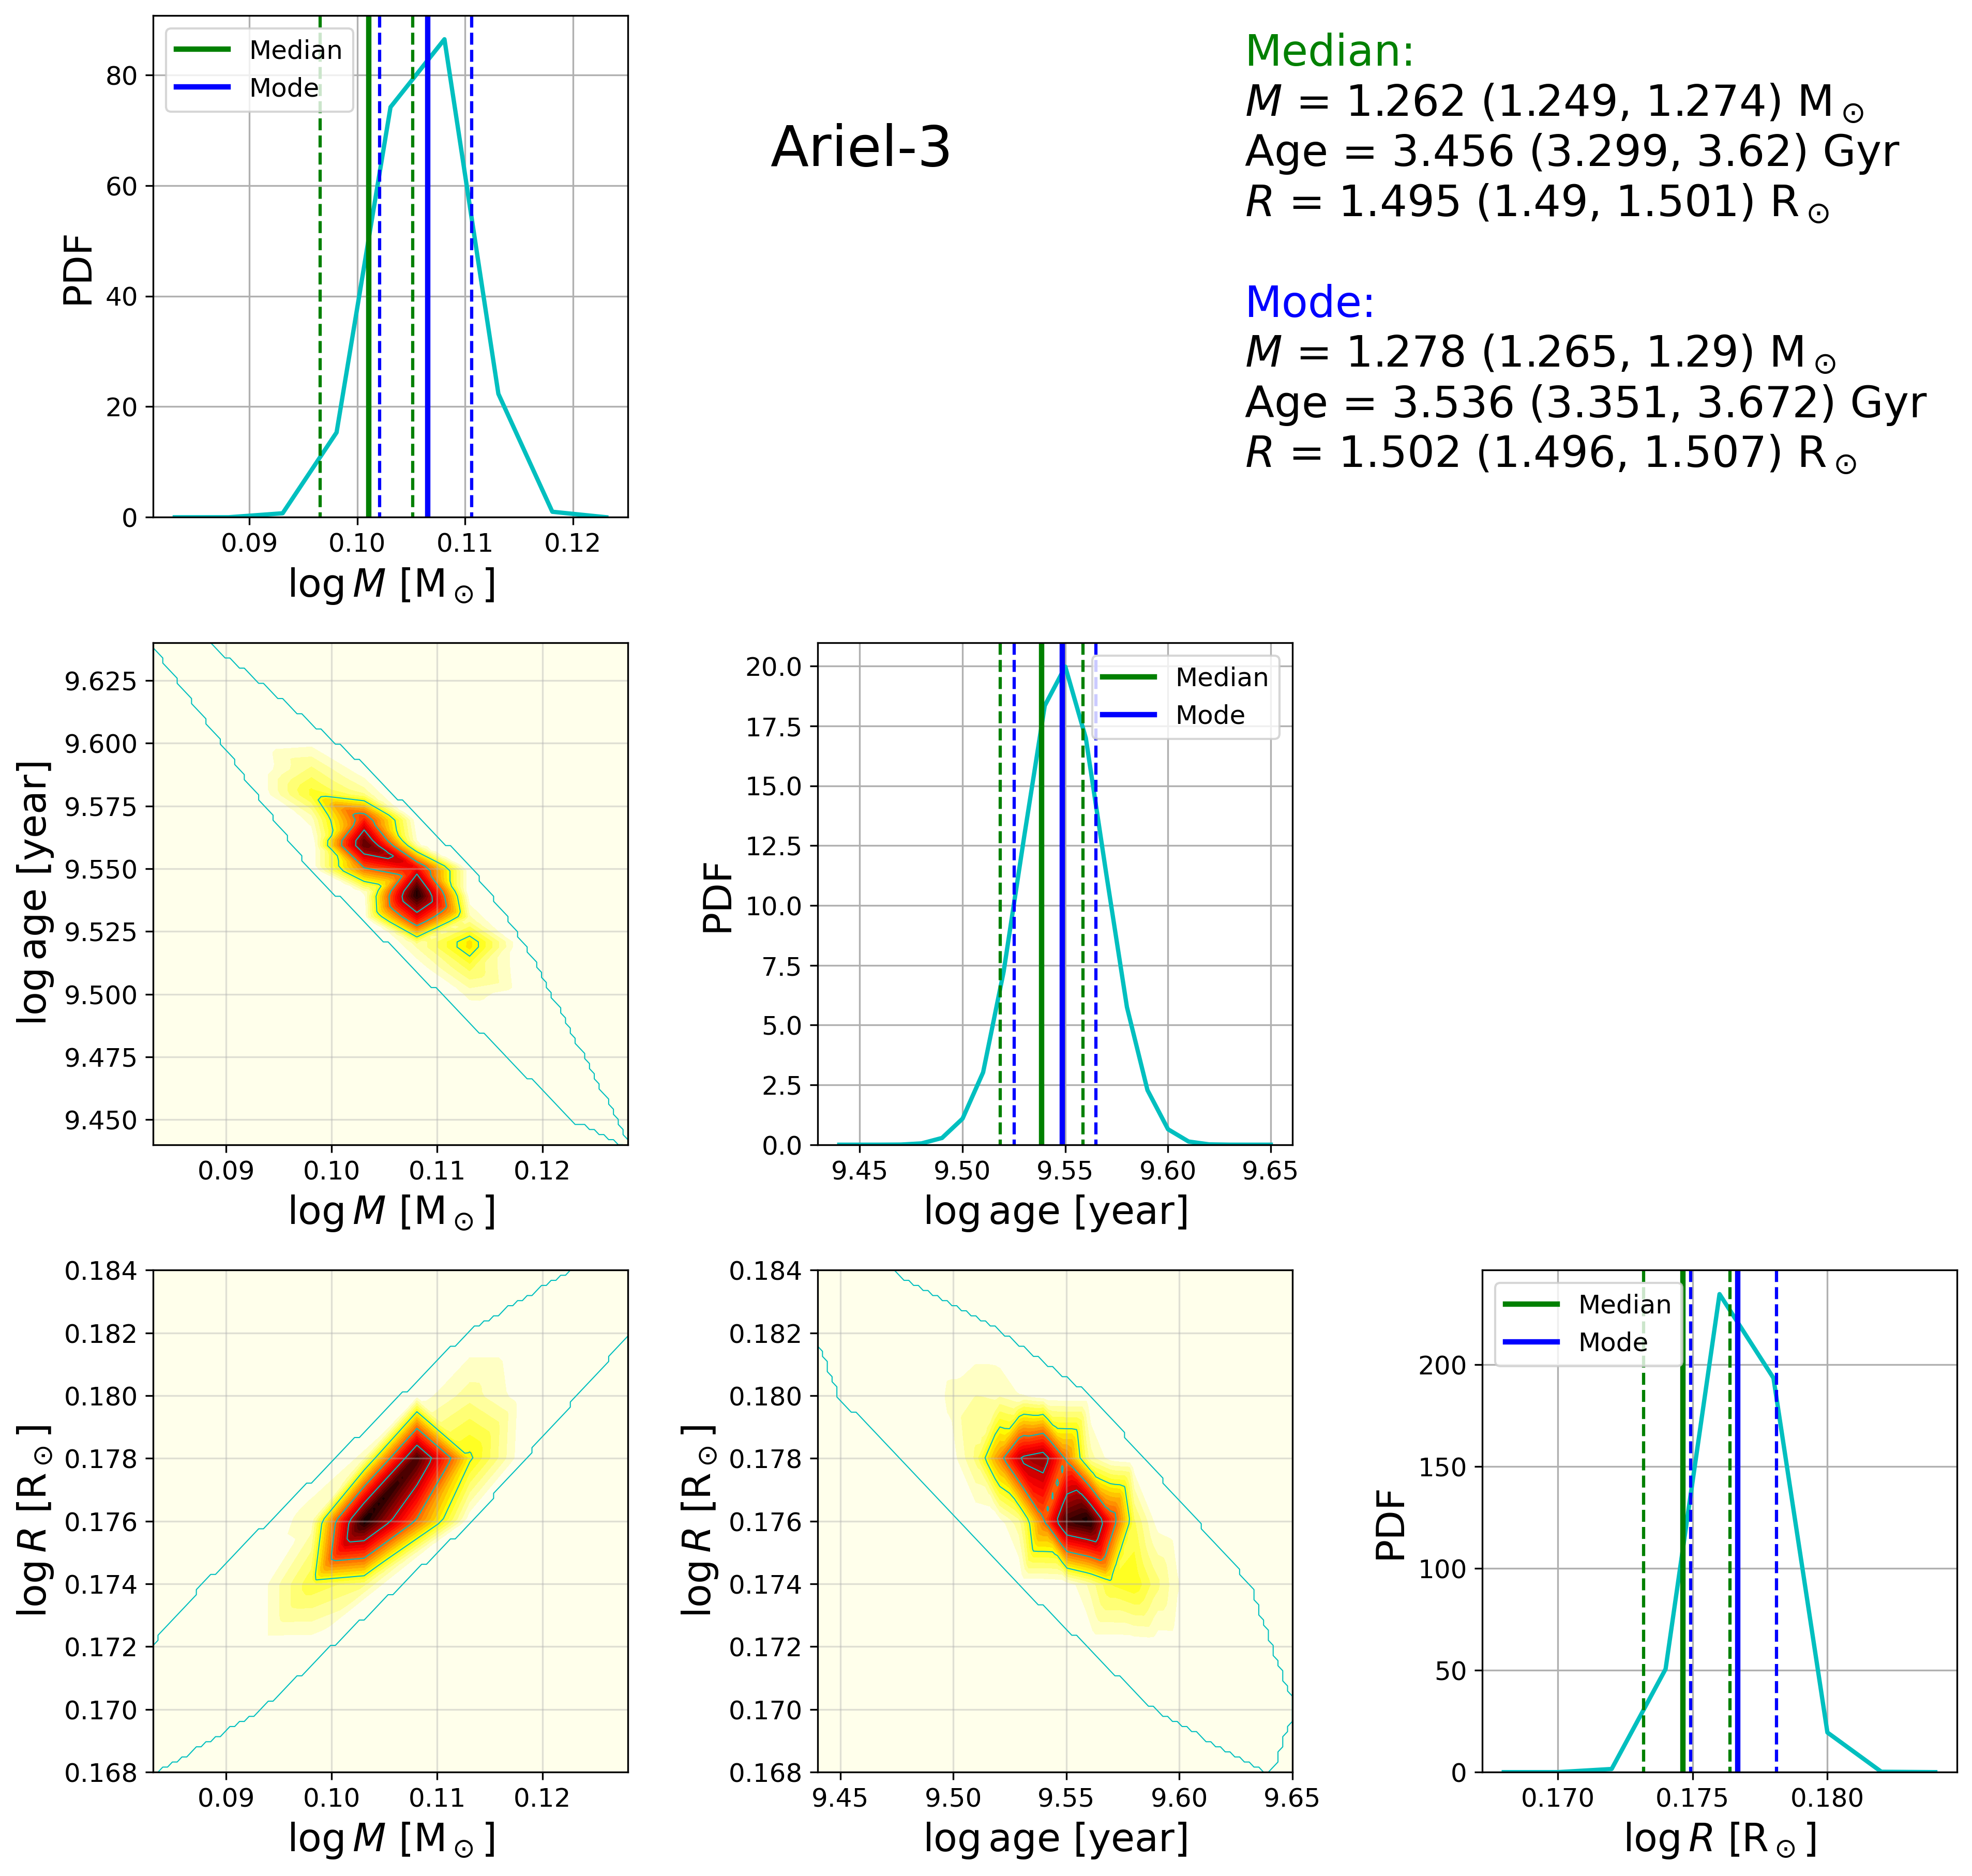 Median
Mode
80
60
40
20
0
PDF
0.09 0.10 0.11 0.12
log M [M⊙]
Ariel-3
Median:
M = 1.262 (1.249, 1.274) M⊙
Age = 3.456 (3.299, 3.62) Gyr
R = 1.495 (1.49, 1.501) R⊙
Mode:
M = 1.278 (1.265, 1.29) M⊙
Age = 3.536 (3.351, 3.672) Gyr
R = 1.502 (1.496, 1.507) R⊙
9.625
9.600
9.575
9.550
9.525
9.500
9.475
9.450
log age [year]
0.09 0.10 0.11 0.12
log M [M⊙]
Median
Mode
20.0
17.5
15.0
12.5
10.0
7.5
5.0
2.5
0.0
PDF
9.45 9.50 9.55 9.60 9.65
log age [year]
0.184
0.182
0.180
0.178
0.176
0.174
0.172
0.170
0.168
log R [R⊙]
0.09 0.10 0.11 0.12
log M [M⊙]
0.184
0.182
0.180
0.178
0.176
0.174
0.172
0.170
0.168
log R [R⊙]
9.45 9.50 9.55 9.60 9.65
log age [year]
Median
Mode
200
150
100
50
0
PDF
0.170 0.175 0.180
log R [R⊙]